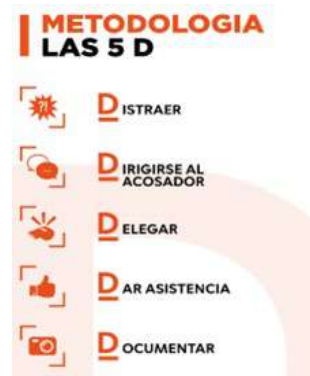 METODOLOGIA
LAS 5 D
?!
DISTRAER
DIRIGIRSE AL
ACOSADOR
DELEGAR
DAR ASISTENCIA
DOCUMENTAR